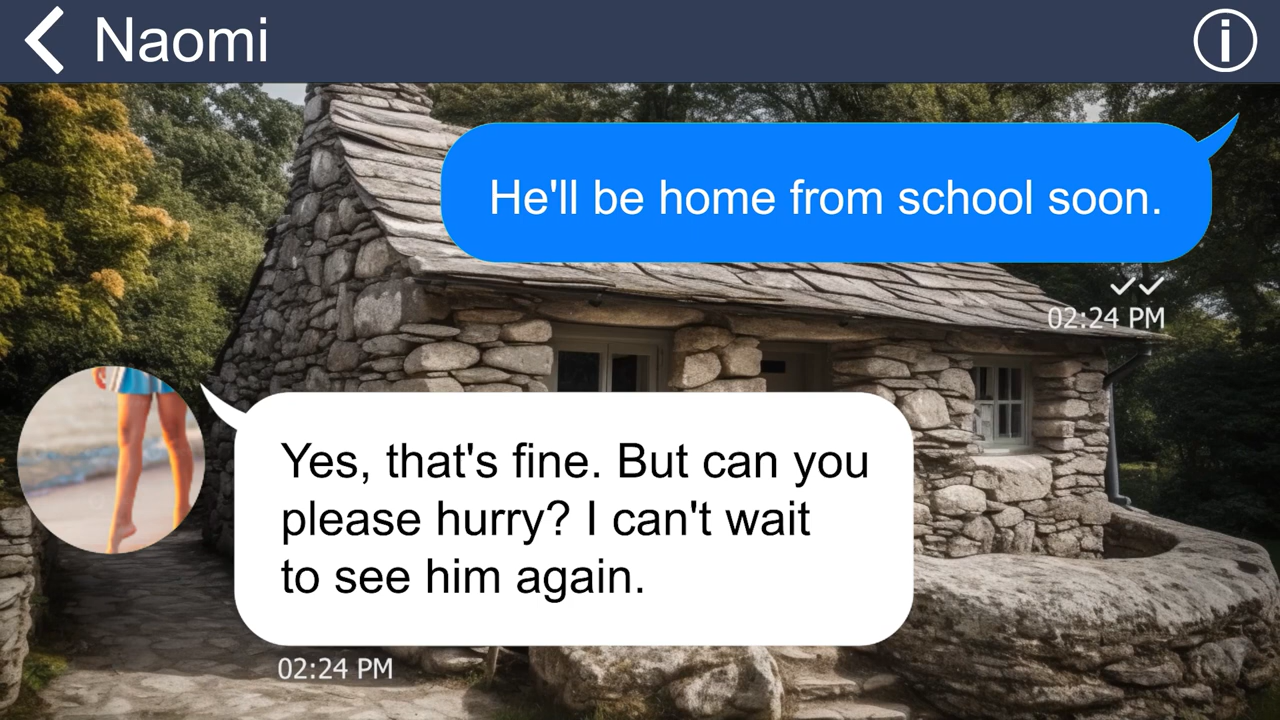 Naomi
He'll be home from school soon.
02:24 PM
Yes, that's fine. But can you
please hurry? I can't wait
to see him again.
02:24 PM